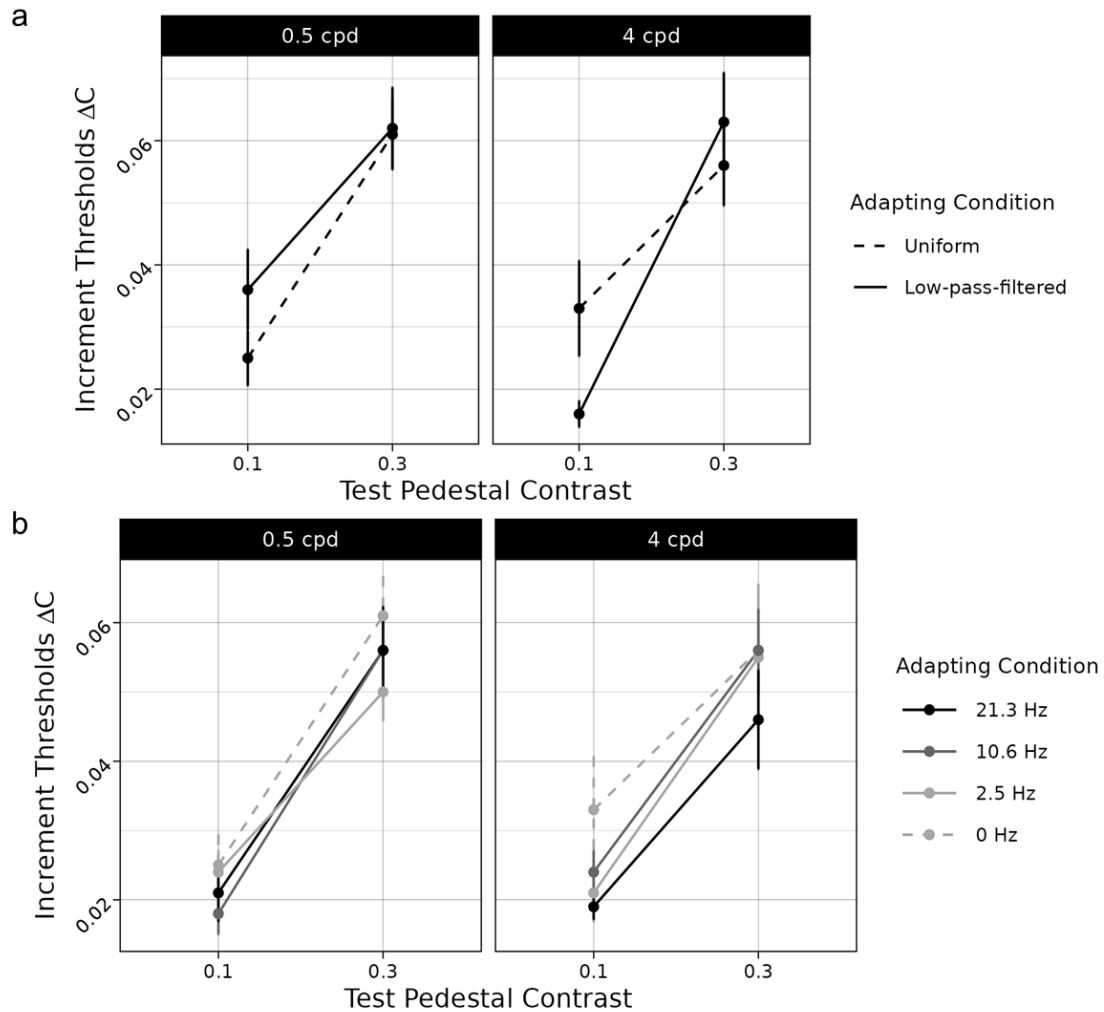 a
0.5 cpd
4 cpd
Increment Thresholds ΔC
0.06
0.04
0.02
0.1
0.3
0.1
0.3
Test Pedestal Contrast
Adapting Condition
Uniform
Low-pass-filtered
b
0.5 cpd
4 cpd
Increment Thresholds ΔC
0.06
0.04
0.02
0.1
0.3
0.1
0.3
Test Pedestal Contrast
Adapting Condition
21.3 Hz
10.6 Hz
2.5 Hz
0 Hz